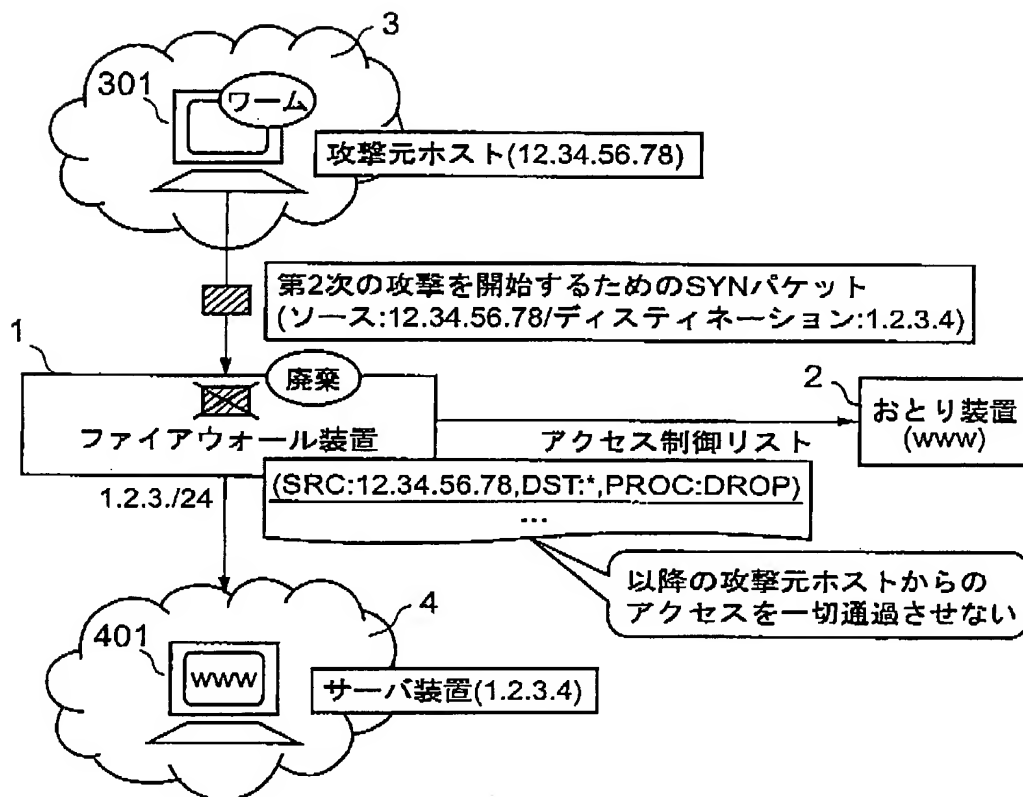 3
301
ワーム
攻撃元ホスト(12.34.56.78)
第2次の攻撃を開始するためのSYNパケット
(ソース:12.34.56.78/ディスティネーション:1.2.3.4)
1
廃棄
ファイアウォール装置
2
おとり装置
(www)
アクセス制御リスト
1.2.3./24
(SRC:12.34.56.78,DST:*,PROC:DROP)
…
以降の攻撃元ホストからの
アクセスを一切通過させない
4
401
www
サーバ装置(1.2.3.4)